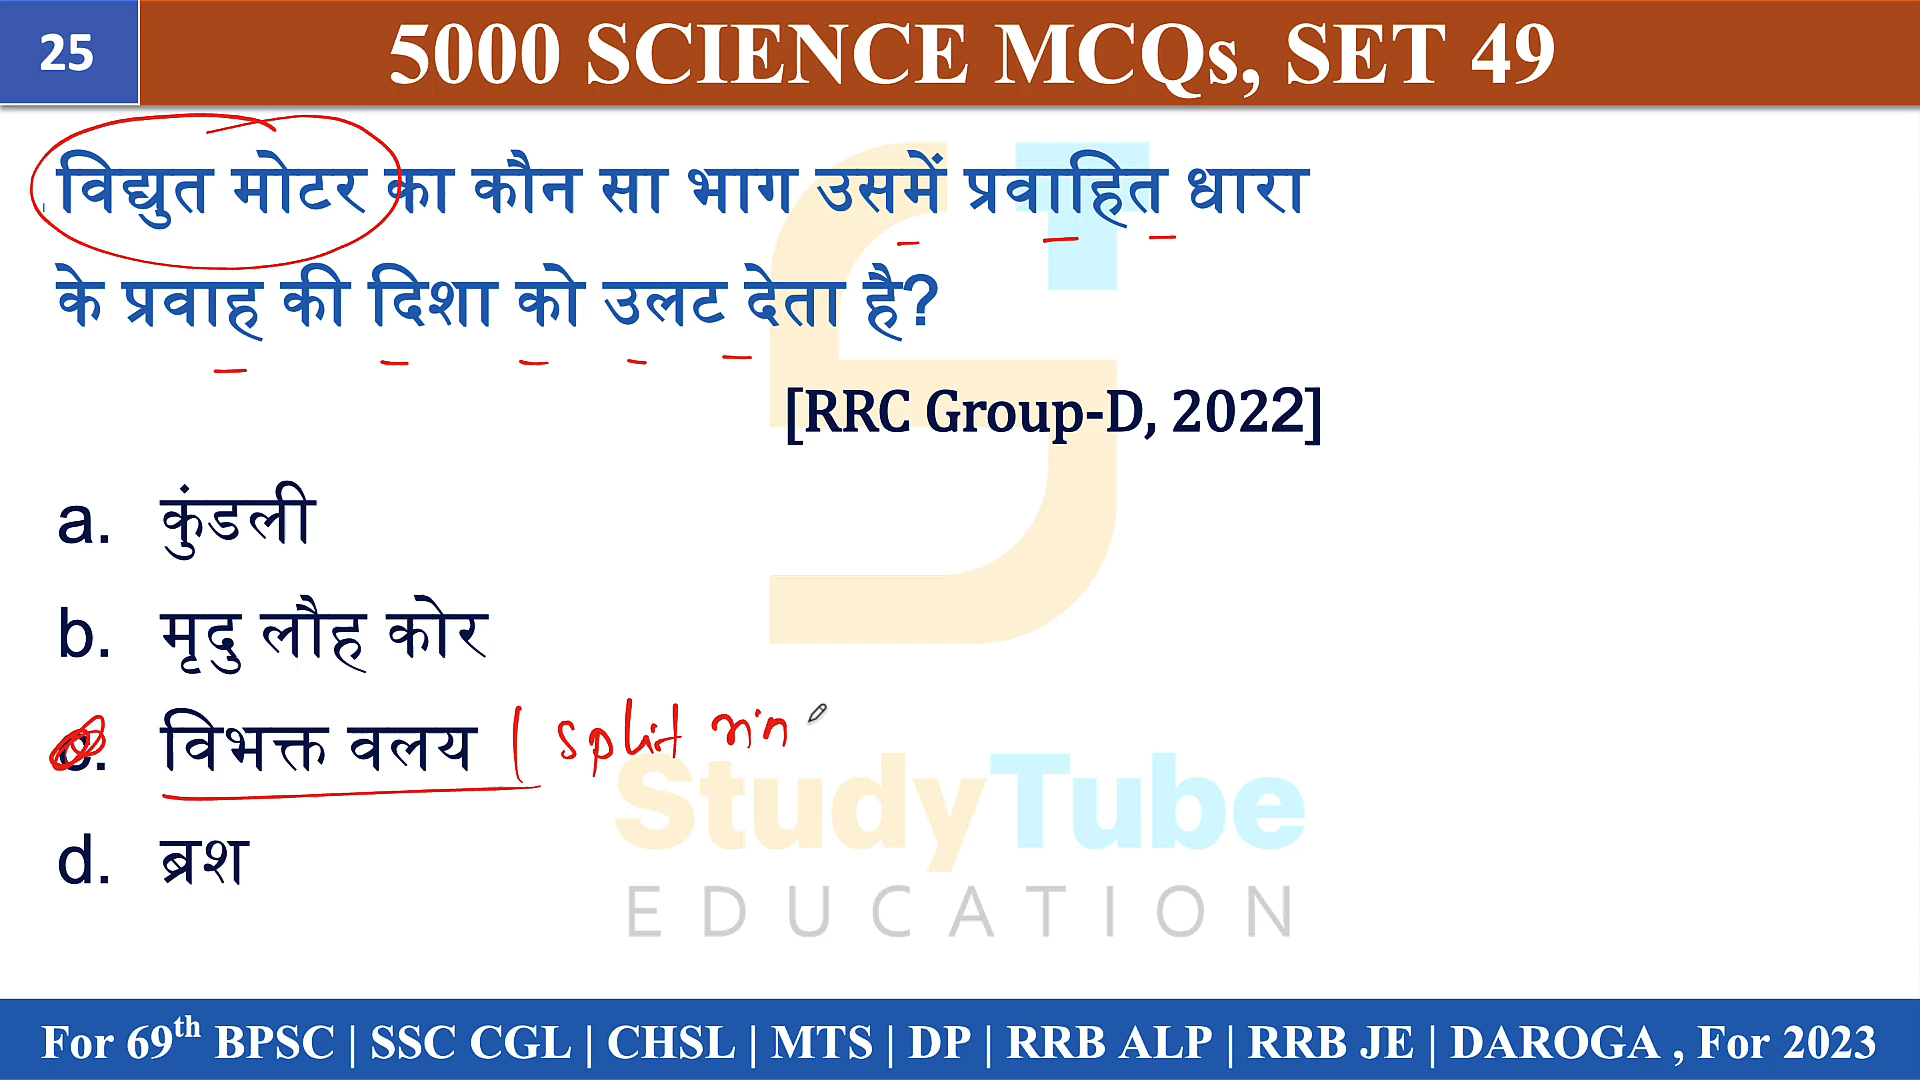 25
5000 SCIENCE MCQs, SET 49
विद्युत मोटर का कौन सा भाग उसमें प्रवाहित धारा
के प्रवाह की दिशा को उलट देता है?
[RRC Group-D, 2022]
a. कुंडली
b. मृदु लौह कोर
c. विभक्त वलय ( split rin
d. ब्रश
StudyTube
EDUCATION
For 69th BPSC | SSC CGL | CHSL | MTS | DP | RRB ALP | RRB JE | DAROGA , For 2023